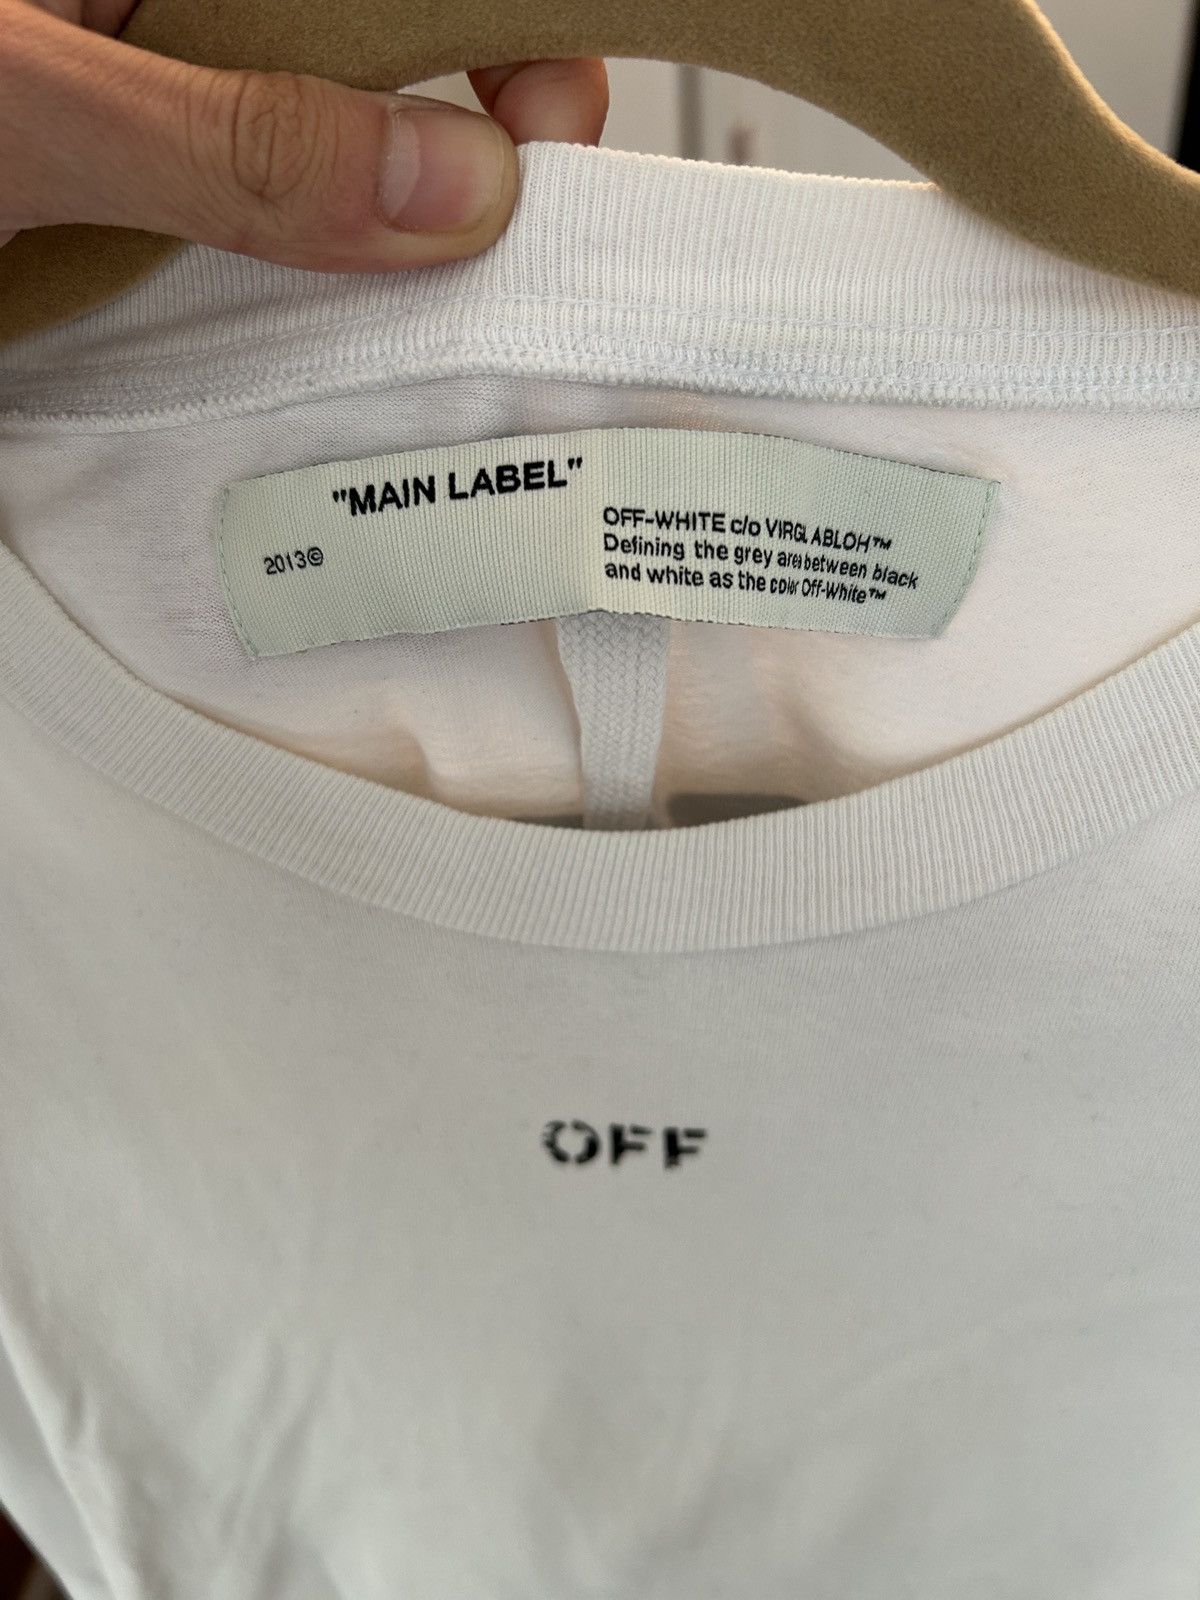 "MAIN LABEL"
2013©
OFF-WHITE c/o VIRGIL ABLOH™
Defining the grey area between black
and white as the color Off-White™
OFF